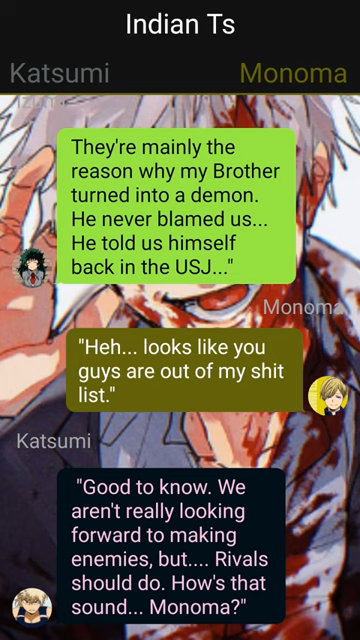 Indian Ts
Katsumi
Monoma
Izumi
They're mainly the
reason why my Brother
turned into a demon.
He never blamed us...
He told us himself
back in the USJ..."
Monoma
"Heh... looks like you
guys are out of my shit
list."
Katsumi
"Good to know. We
aren't really looking
forward to making
enemies, but.... Rivals
should do. How's that
sound... Monoma?"